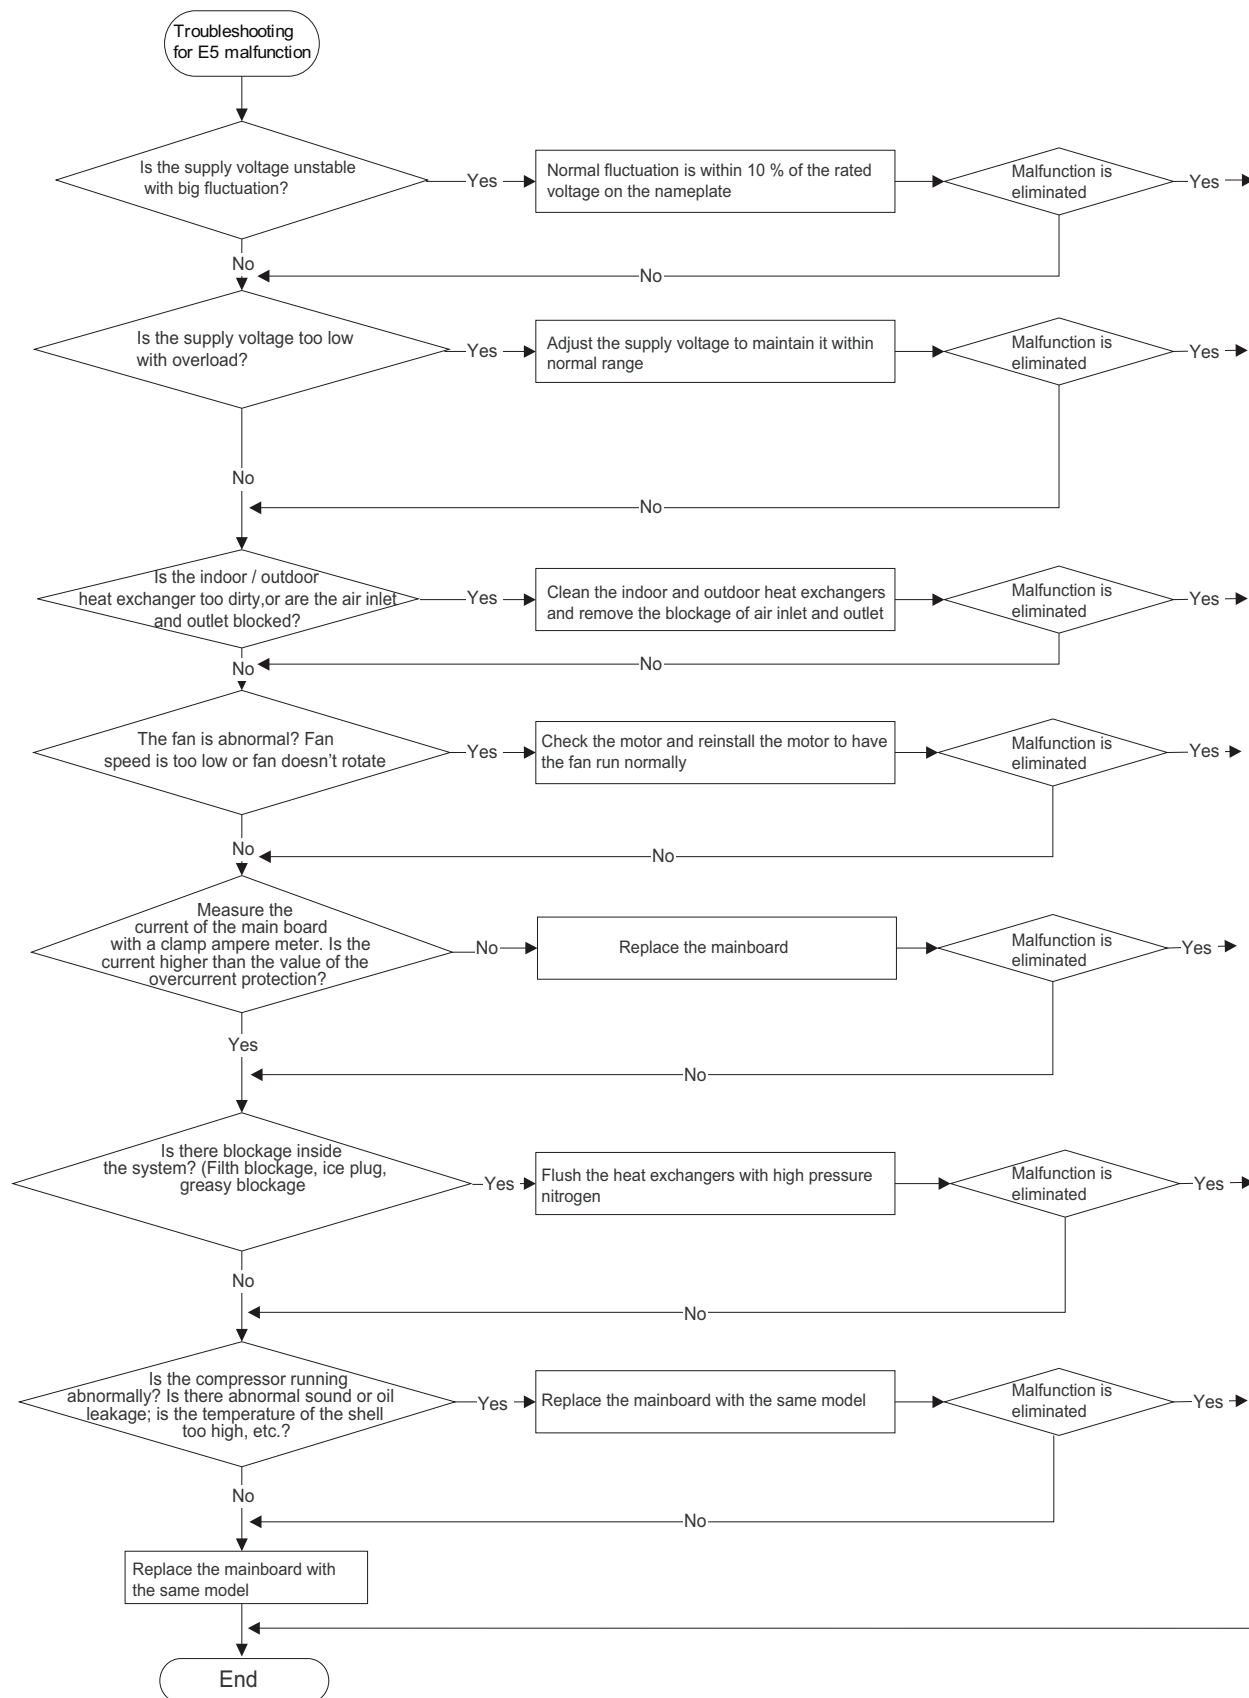 Troubleshooting
for E5 malfunction
Is the supply voltage unstable
with big fluctuation?
Yes
Normal fluctuation is within 10 % of the rated
voltage on the nameplate
Malfunction is
eliminated
Yes
No
No
Is the supply voltage too low
with overload?
Yes
Adjust the supply voltage to maintain it within
normal range
Malfunction is
eliminated
Yes
No
No
Is the indoor / outdoor
heat exchanger too dirty,or are the air inlet
and outlet blocked?
Yes
Clean the indoor and outdoor heat exchangers
and remove the blockage of air inlet and outlet
Malfunction is
eliminated
Yes
No
No
The fan is abnormal? Fan
speed is too low or fan doesn't rotate
Yes
Check the motor and reinstall the motor to have
the fan run normally
Malfunction is
eliminated
Yes
No
No
Measure the
current of the main board
with a clamp ampere meter. Is the
current higher than the value of the
overcurrent protection?
No
Replace the mainboard
Malfunction is
eliminated
Yes
Yes
No
Is there blockage inside
the system? (Filth blockage, ice plug,
greasy blockage
Yes
Flush the heat exchangers with high pressure
nitrogen
Malfunction is
eliminated
Yes
No
No
Is the compressor running
abnormally? Is there abnormal sound or oil
leakage; is the temperature of the shell
too high, etc.?
Yes
Replace the mainboard with the same model
Malfunction is
eliminated
Yes
No
No
Replace the mainboard with
the same model
End